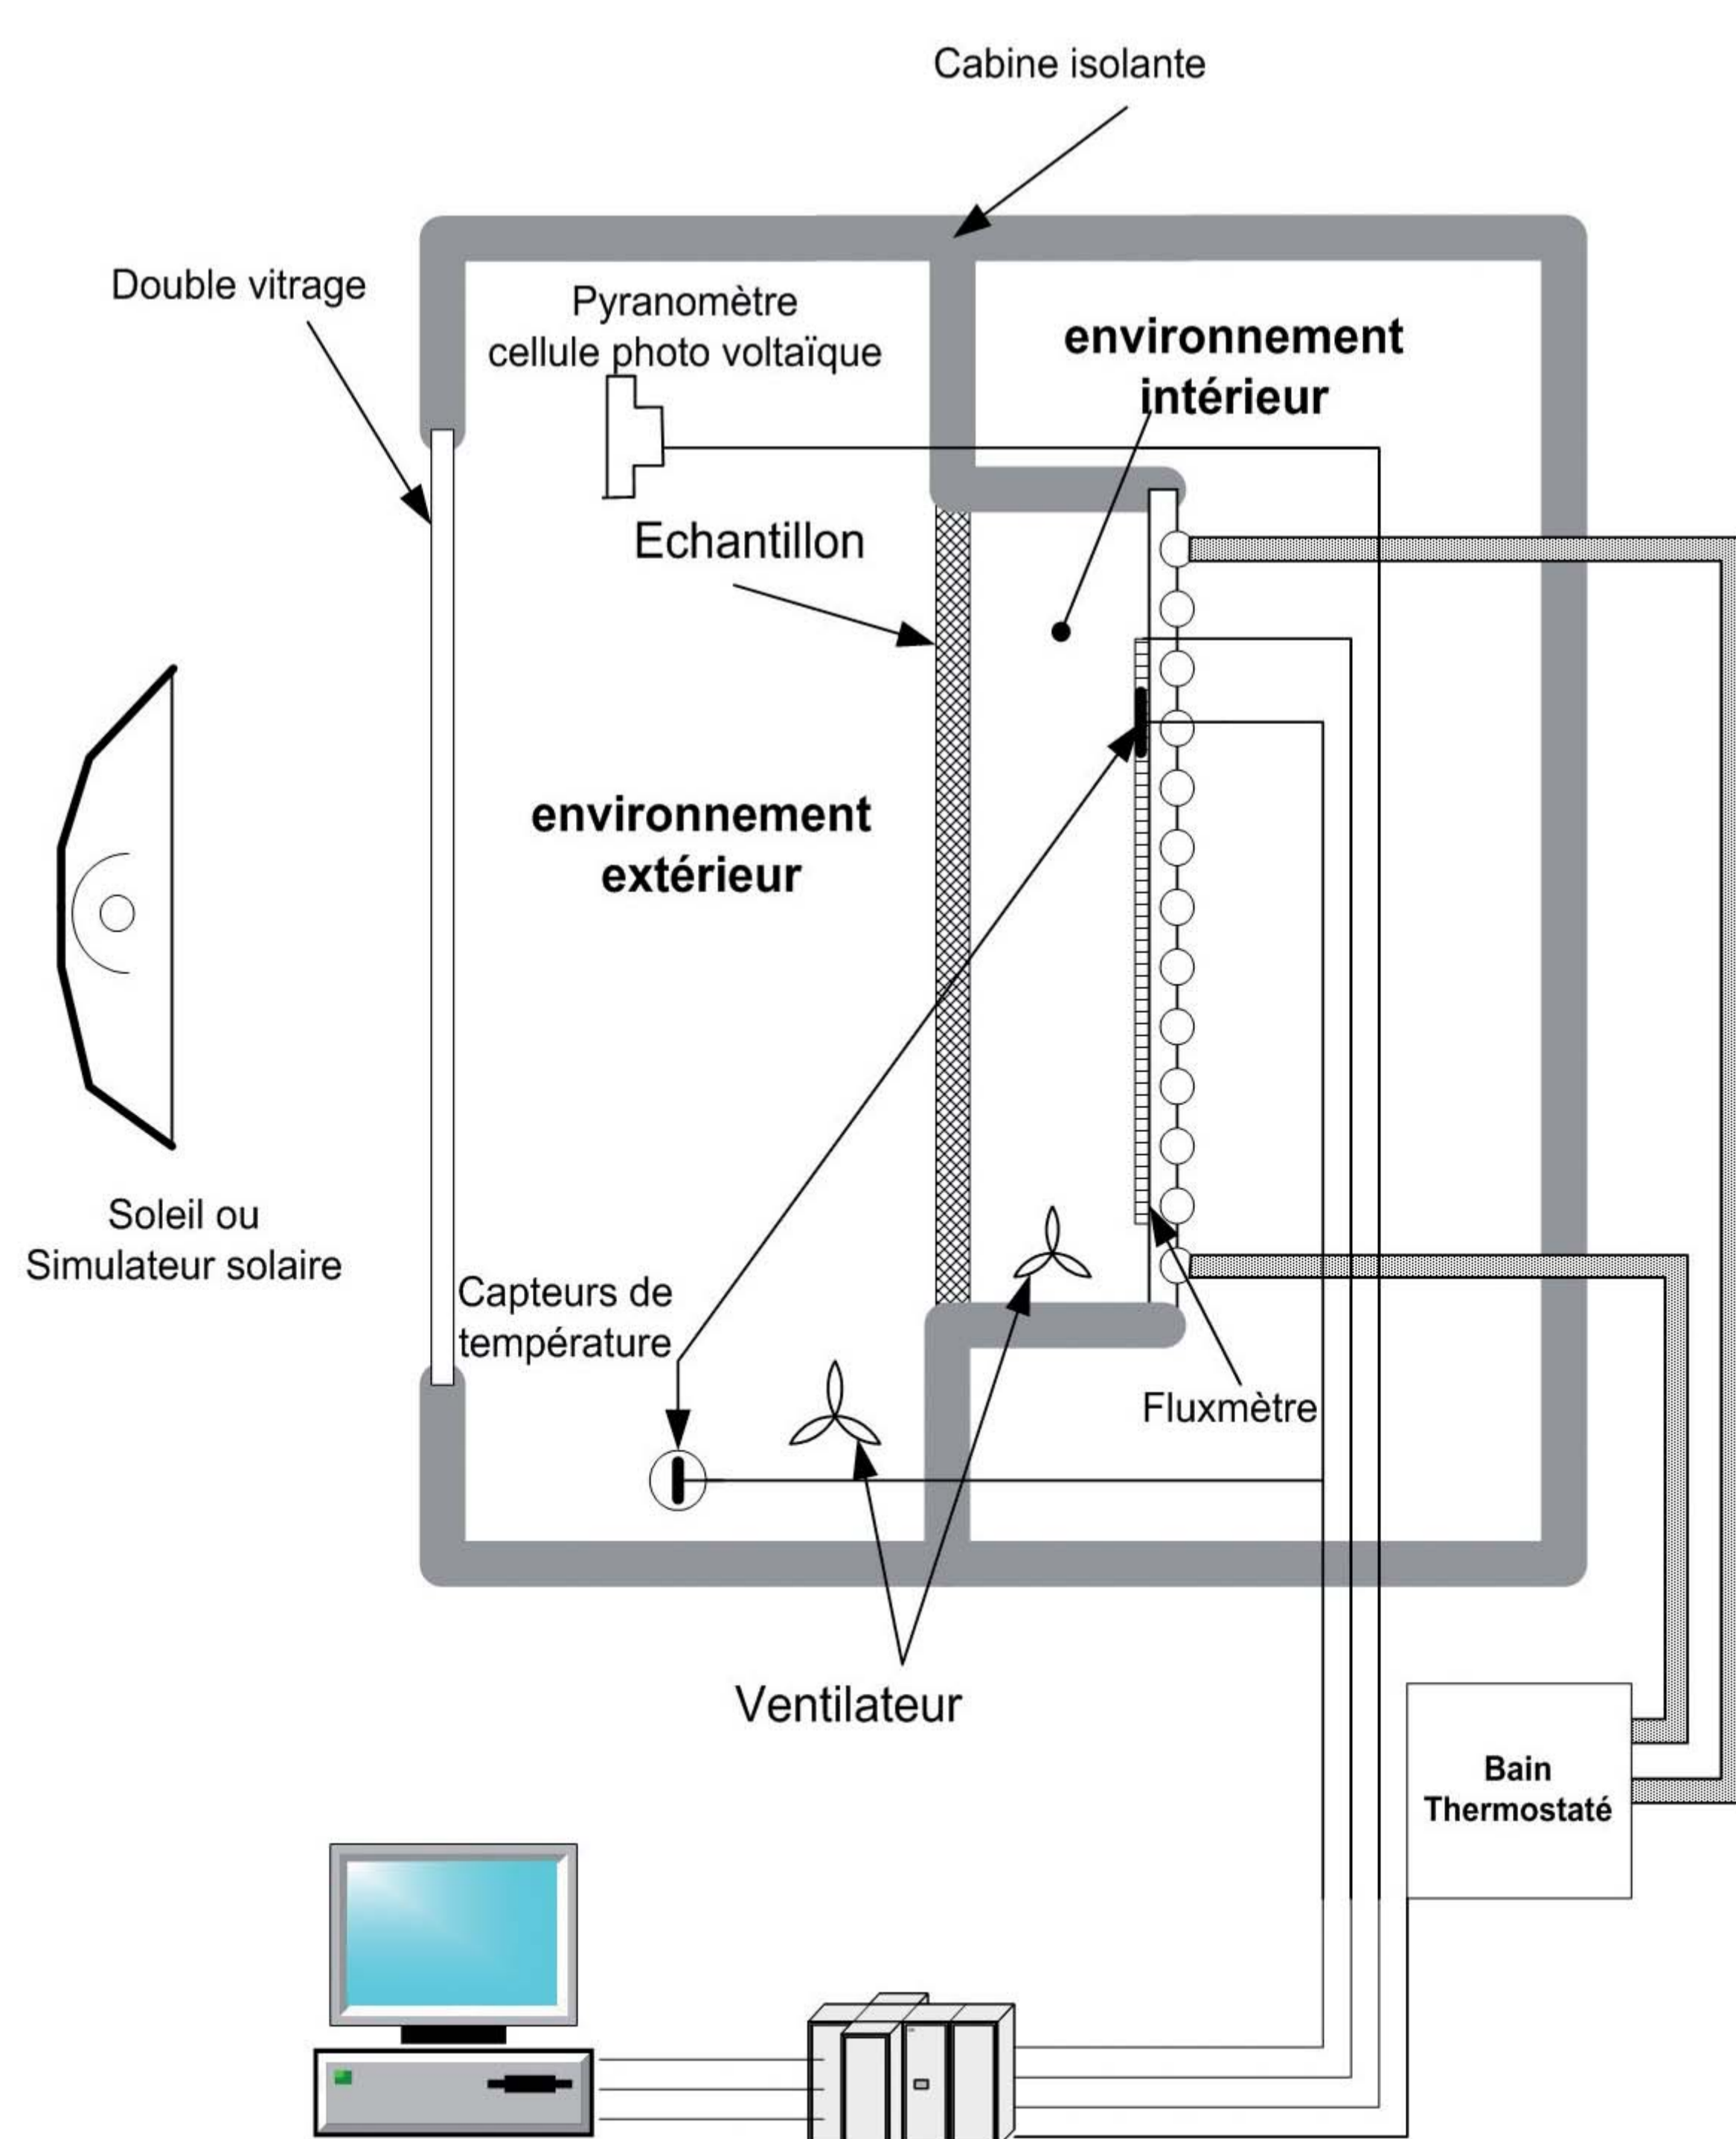 Cabine isolante
Double vitrage
Pyranomètre
cellule photo voltaïque
environnement
intérieur
Echantillon
environnement
extérieur
Soleil ou
Simulateur solaire
Capteurs de
température
Fluxmètre
Ventilateur
Bain
Thermostaté